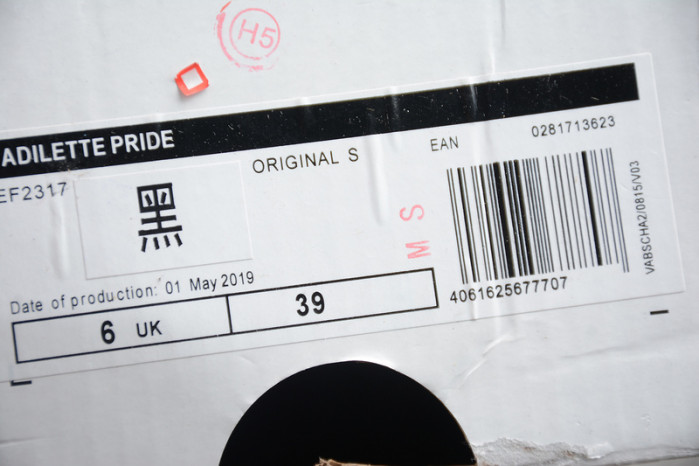 H5
ADILETTE PRIDE
EF2317
黑
ORIGINAL S
EAN
0281713623
M S
VABSCHA2/0815/V03
Date of production: 01 May 2019
4061625677707
6 UK
39